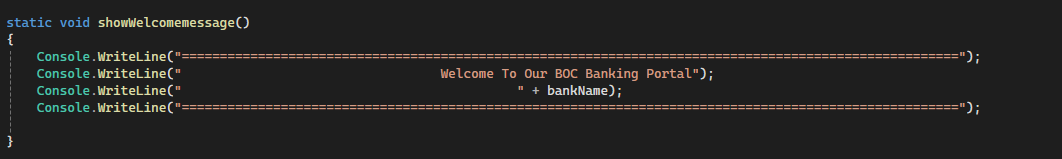 static void showWelcomemessage()
{
    Console.WriteLine("======================================================================================================");
    Console.WriteLine("                                  Welcome To Our BOC Banking Portal");
    Console.WriteLine("                                            " + bankName);
    Console.WriteLine("======================================================================================================");
}